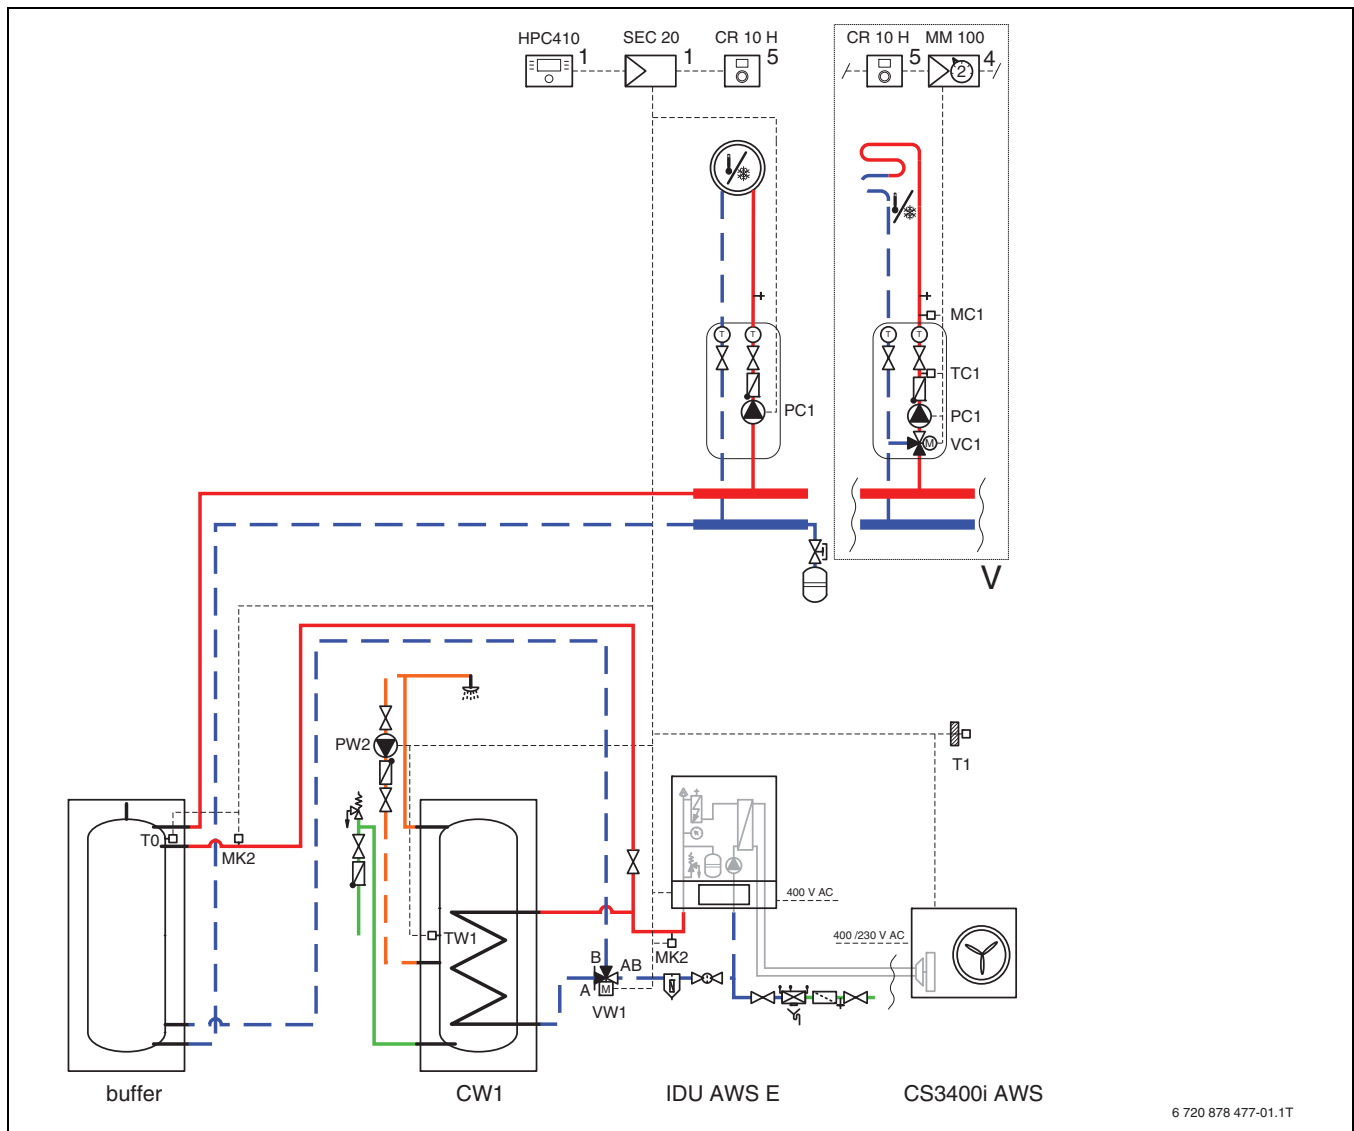 HPC410 SEC 20 CR 10 H CR 10 H MM 100
1 1 5 5 2 4
MC1
T T T T
TC1
PC1 PC1
M VC1
V
PW2
T1
T0
MK2
400 V AC
TW1
400 /230 V AC
B AB MK2
A M
VW1
buffer CW1 IDU AWS E CS3400i AWS
6 720 878 477-01.1T